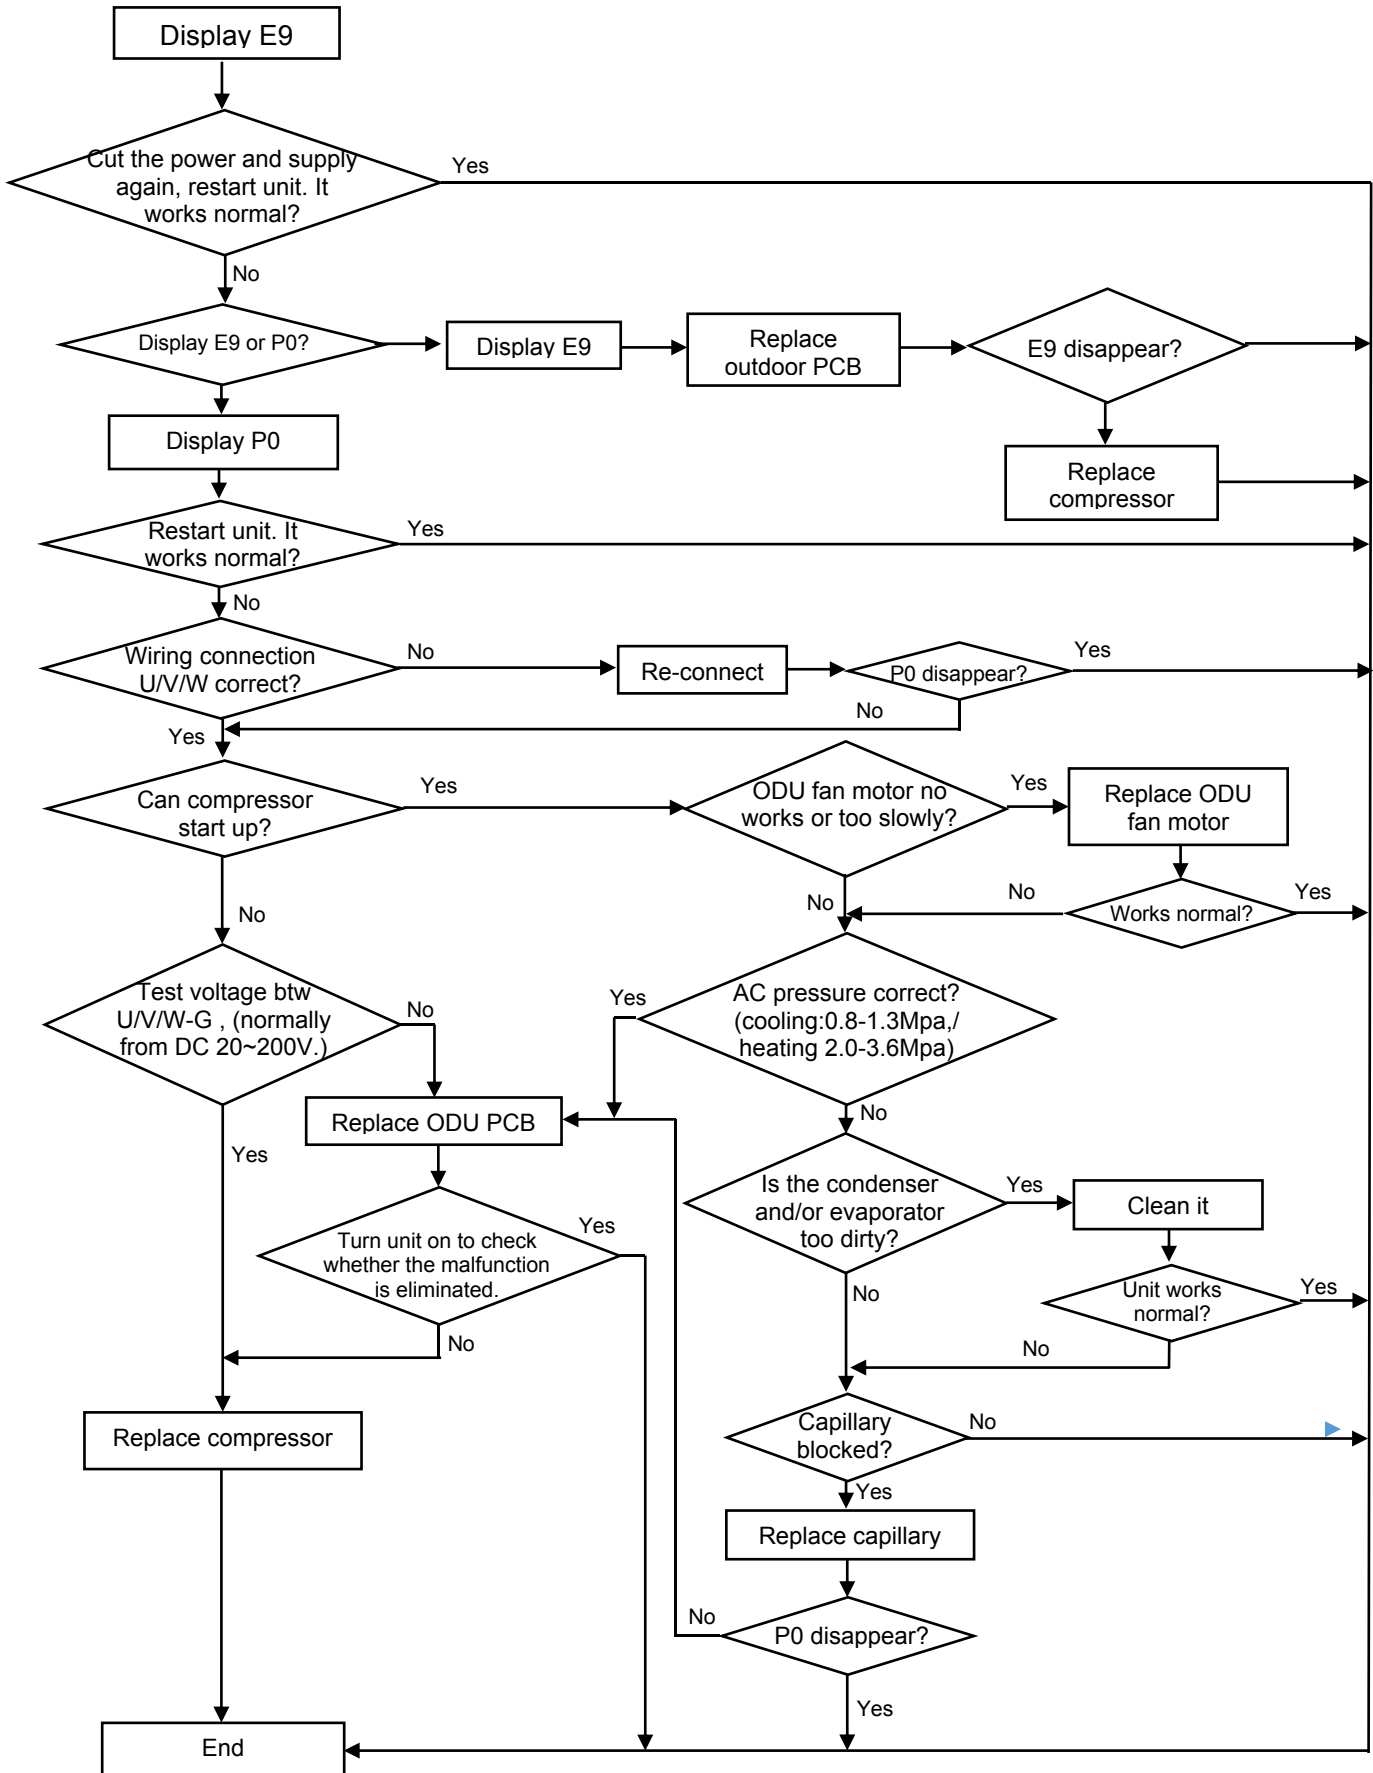 Display E9
Cut the power and supply
again, restart unit. It
works normal?
Yes
No
Display E9 or P0?
Display E9
Replace
outdoor PCB
E9 disappear?
Display P0
Replace
compressor
Restart unit. It
works normal?
Yes
No
Wiring connection
U/V/W correct?
No
Re-connect
P0 disappear?
Yes
No
Yes
Can compressor
start up?
Yes
ODU fan motor no
works or too slowly?
Yes
Replace ODU
fan motor
No
No
No
Works normal?
Yes
Test voltage btw
U/V/W-G , (normally
from DC 20~200V.)
No
Yes
AC pressure correct?
(cooling:0.8-1.3Mpa,/
heating 2.0-3.6Mpa)
Replace ODU PCB
No
Yes
Is the condenser
and/or evaporator
too dirty?
Yes
Clean it
Turn unit on to check
whether the malfunction
is eliminated.
Yes
No
Unit works
normal?
Yes
No
No
Replace compressor
Capillary
blocked?
No
Yes
Replace capillary
No
P0 disappear?
Yes
End